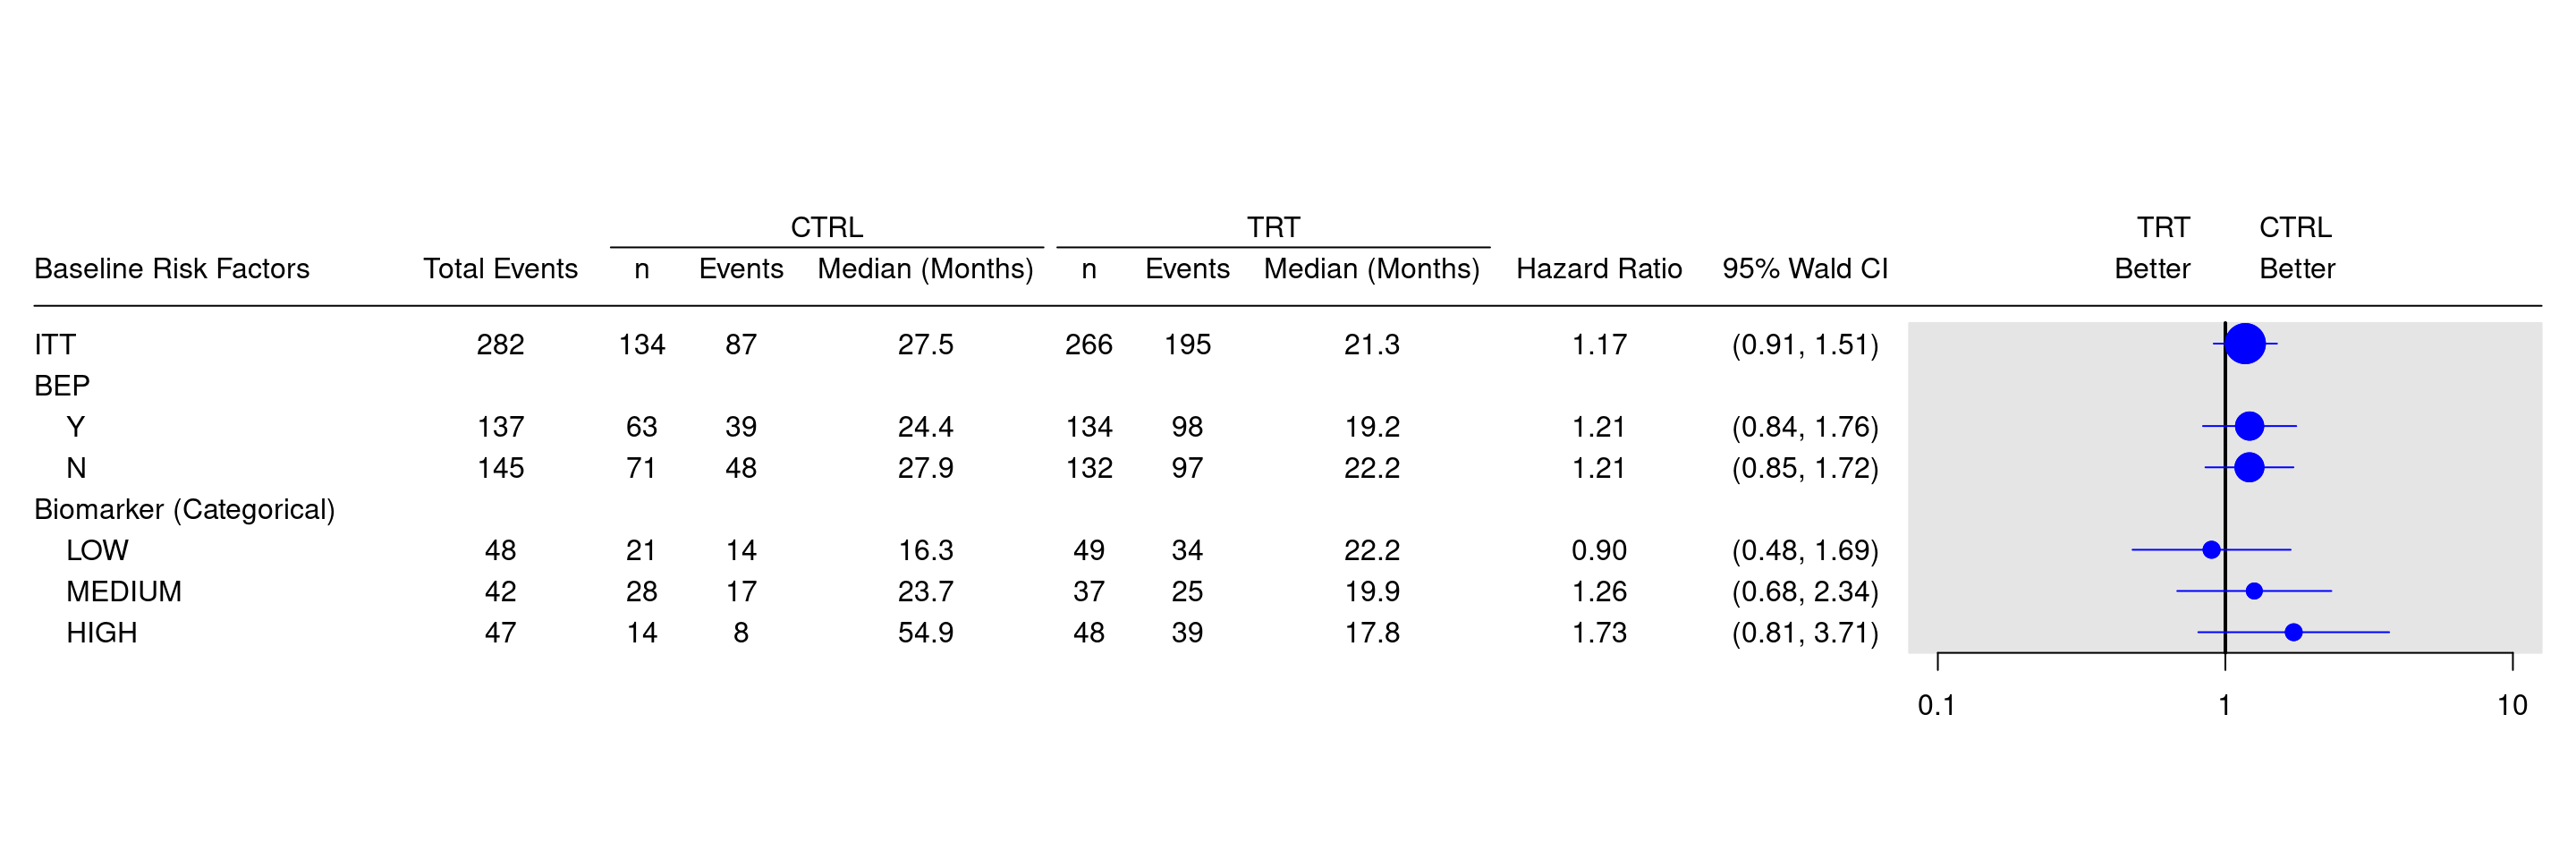 CTRL TRT TRT CTRL
Baseline Risk Factors Total Events n Events Median (Months) n Events Median (Months) Hazard Ratio 95% Wald CI Better Better
ITT 282 134 87 27.5 266 195 21.3 1.17 (0.91, 1.51)
BEP
Y 137 63 39 24.4 134 98 19.2 1.21 (0.84, 1.76)
N 145 71 48 27.9 132 97 22.2 1.21 (0.85, 1.72)
Biomarker (Categorical)
LOW 48 21 14 16.3 49 34 22.2 0.90 (0.48, 1.69)
MEDIUM 42 28 17 23.7 37 25 19.9 1.26 (0.68, 2.34)
HIGH 47 14 8 54.9 48 39 17.8 1.73 (0.81, 3.71)
0.1 1 10